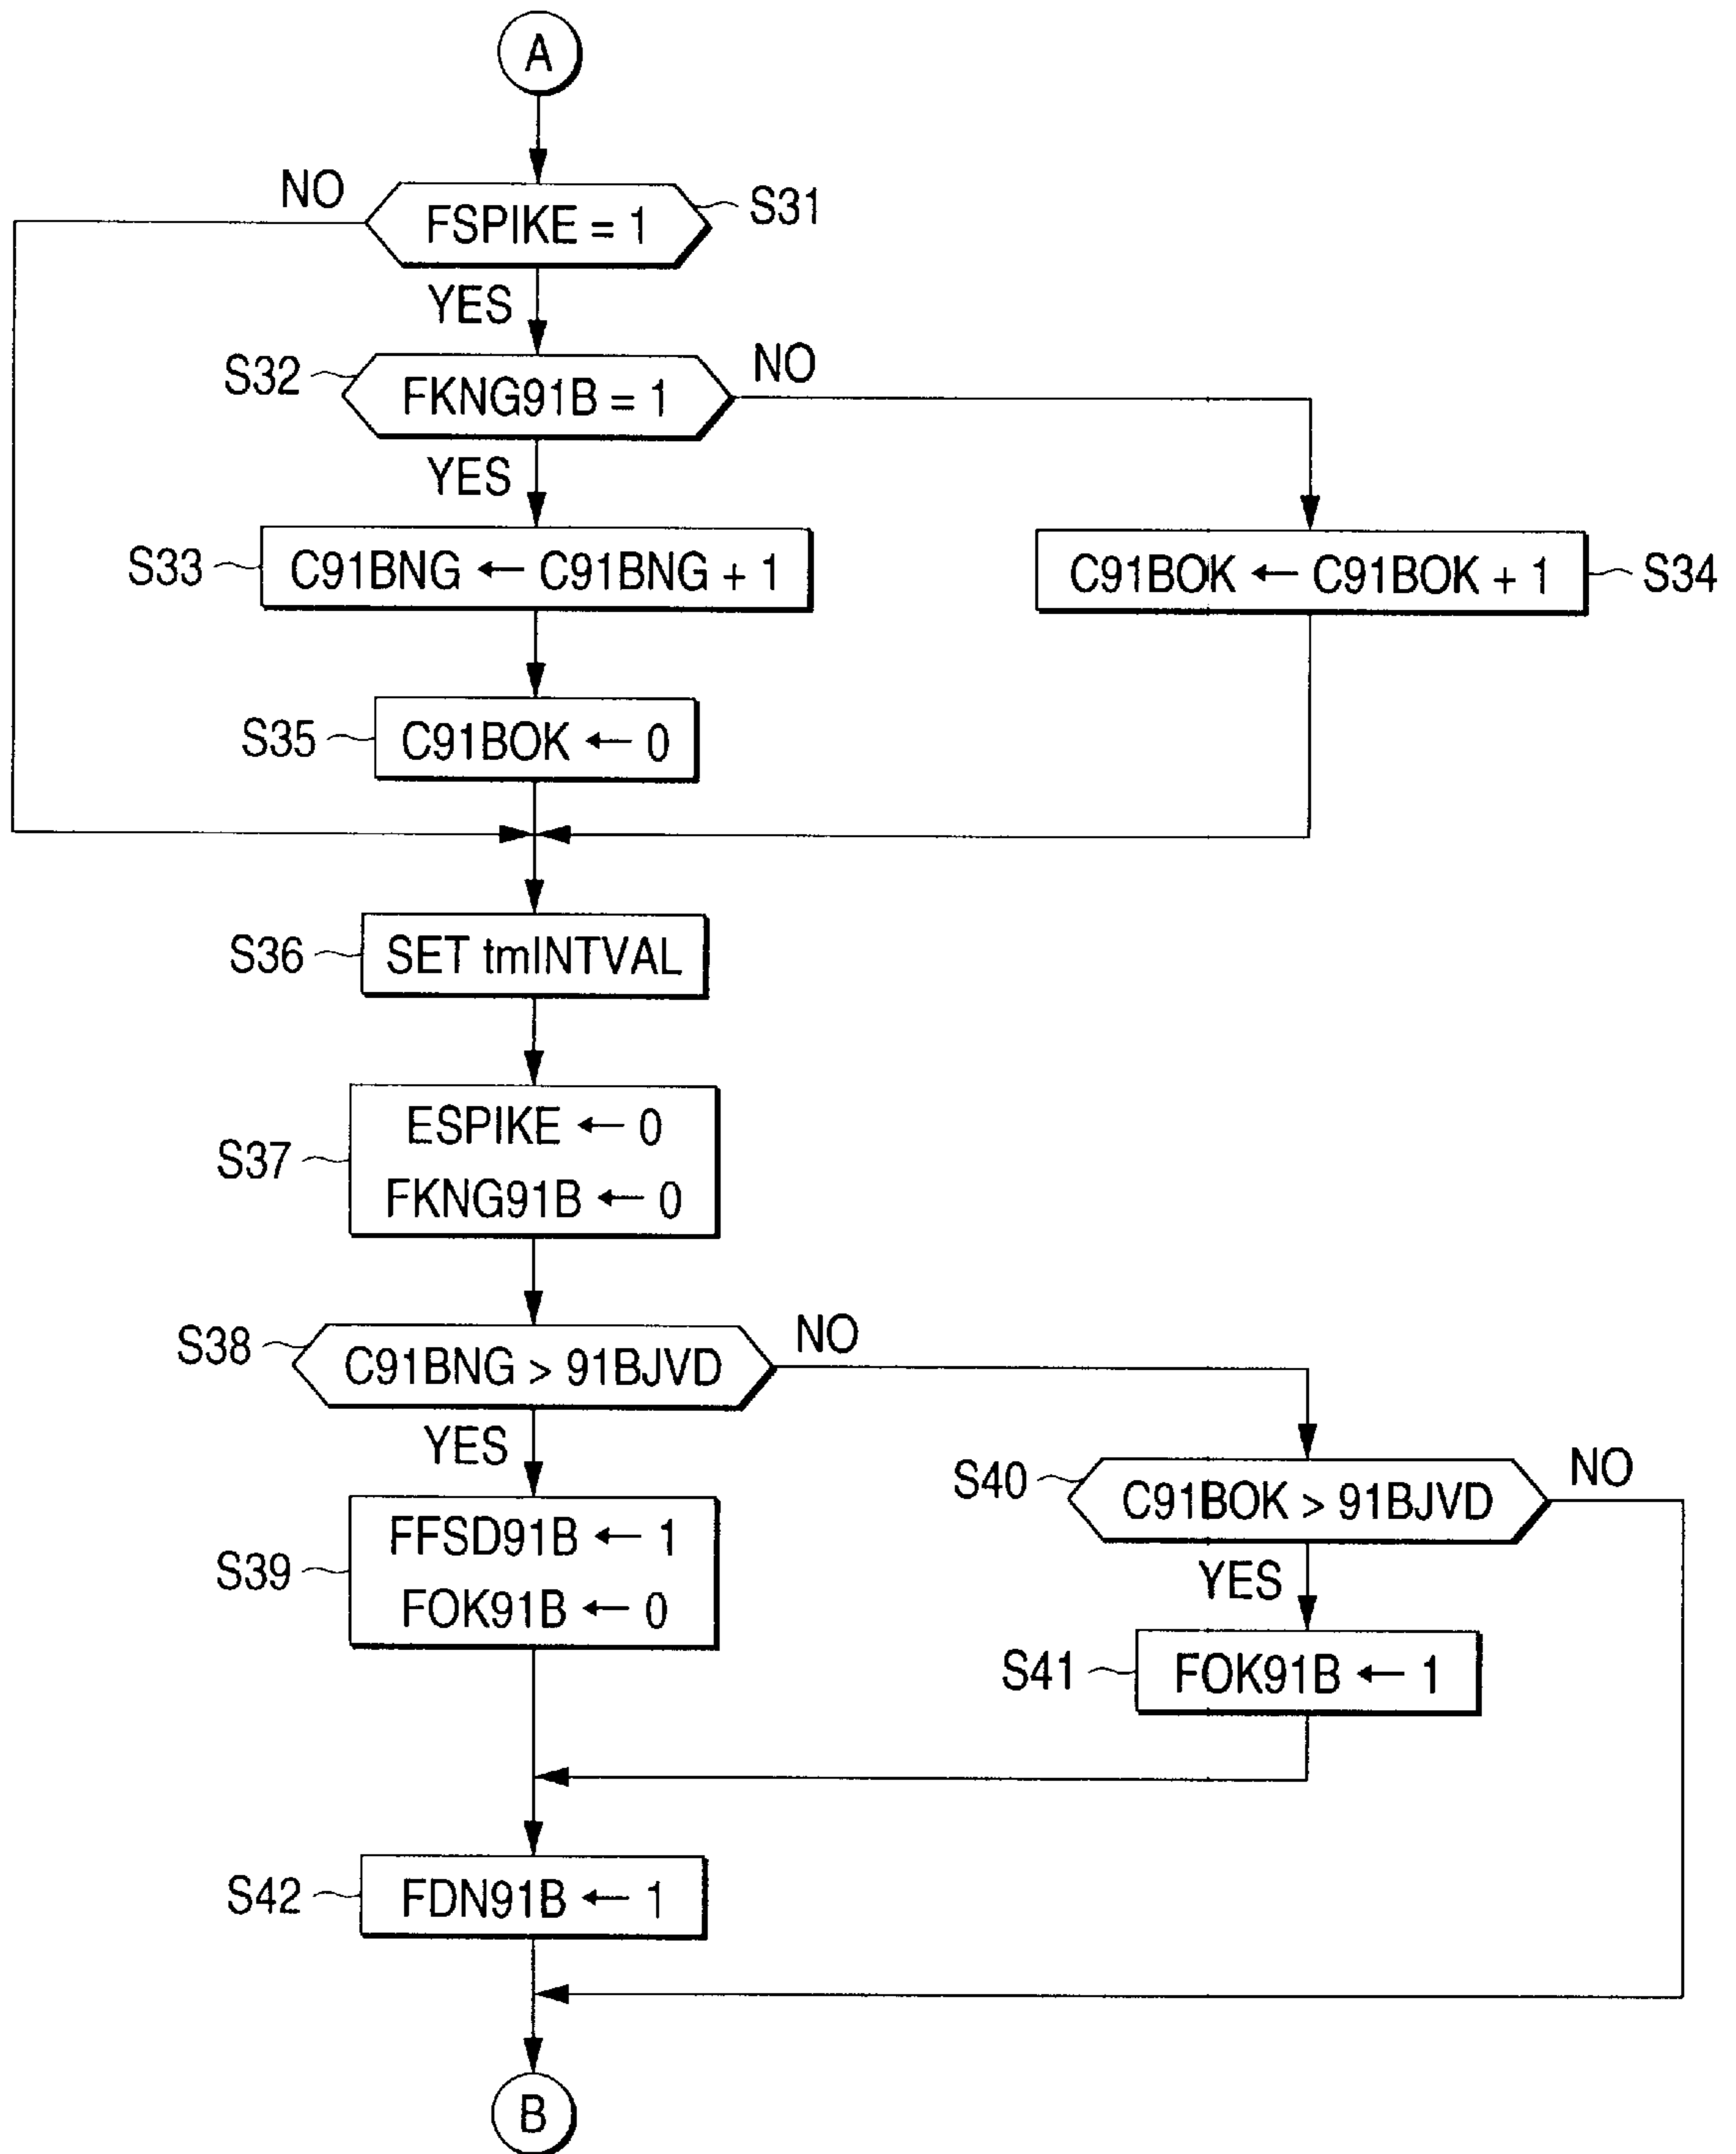 A
NO
FSPIKE = 1
S31
YES
S32
FKNG91B = 1
NO
YES
S33
C91BNG ← C91BNG + 1
C91BOK ← C91BOK + 1
S34
S35
C91BOK ← 0
S36
SET tmINTVAL
S37
ESPIKE ← 0
FKNG91B ← 0
S38
C91BNG > 91BJVD
NO
YES
S40
C91BOK > 91BJVD
NO
S39
FFSD91B ← 1
FOK91B ← 0
YES
S41
FOK91B ← 1
S42
FDN91B ← 1
B